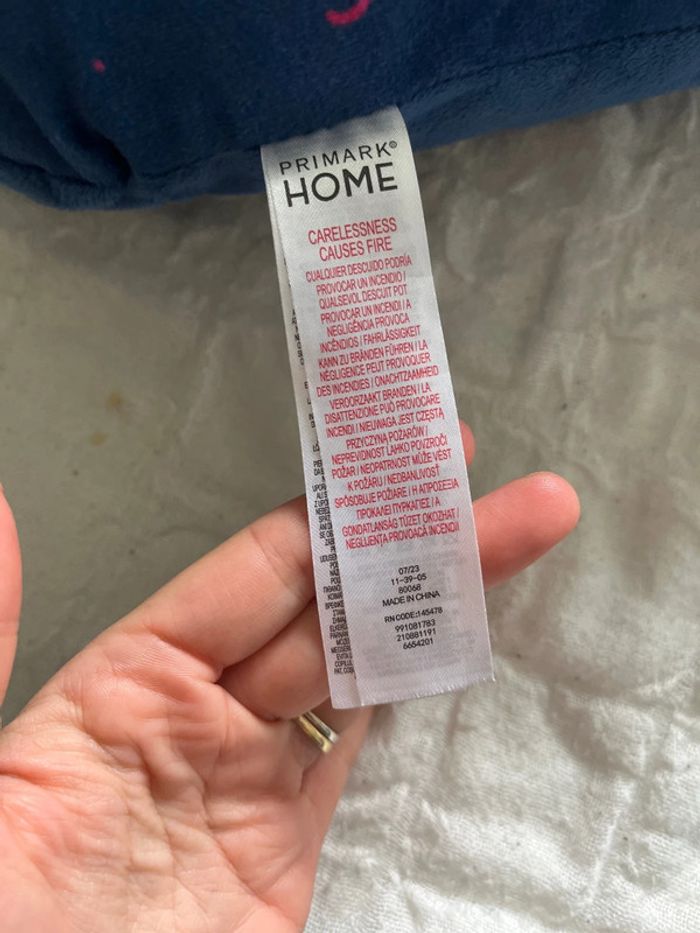 PRIMARK®
HOME
CARELESSNESS
CAUSES FIRE
CUALQUIER DESCUIDO PODRÍA
PROVOCAR UN INCENDIO /
QUALSEVOL DESCUIT POT
PROVOCAR UN INCENDI / A
NEGLIGÊNCIA PROVOCA
INCÊNDIOS / FAHRLÄSSIGKEIT
KANN ZU BRÄNDEN FÜHREN / LA
NÉGLIGENCE PEUT PROVOQUER
DES INCENDIES / ONACHTZAAMHEID
VEROORZAAKT BRANDEN / LA
DISATTENZIONE PUÒ PROVOCARE
INCENDI / NIEUWAGA JEST CZĘSTĄ
PRZYCZYNĄ POŻARÓW /
NEPREVIDNOST LAHKO POVZROČI
POŽAR / NEOPATRNOST MŮŽE VÉST
K POŽÁRU / NEDBANLIVOSŤ
SPÔSOBUJE POŽIARE / Η ΑΠΡΟΣΕΞΙΑ
ΠΡΟΚΑΛΕΙ ΠΥΡΚΑΓΙΕΣ / A
GONDATLANSÁG TÜZET OKOZHAT /
NEGLIJENȚA PROVOACĂ INCENDII
07/23
11-39-05
80068
MADE IN CHINA
RN CODE: 145478
991081783
210881191
6654201